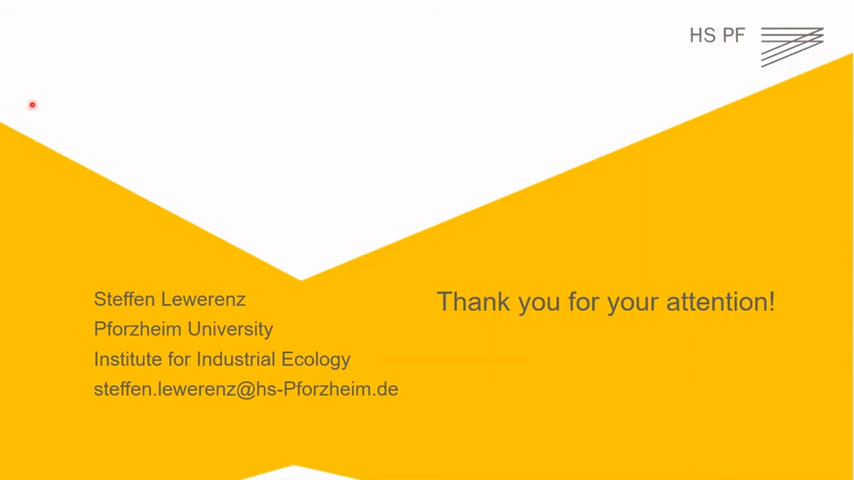 HS PF
Steffen Lewerenz
Pforzheim University
Institute for Industrial Ecology
steffen.lewerenz@hs-Pforzheim.de
Thank you for your attention!